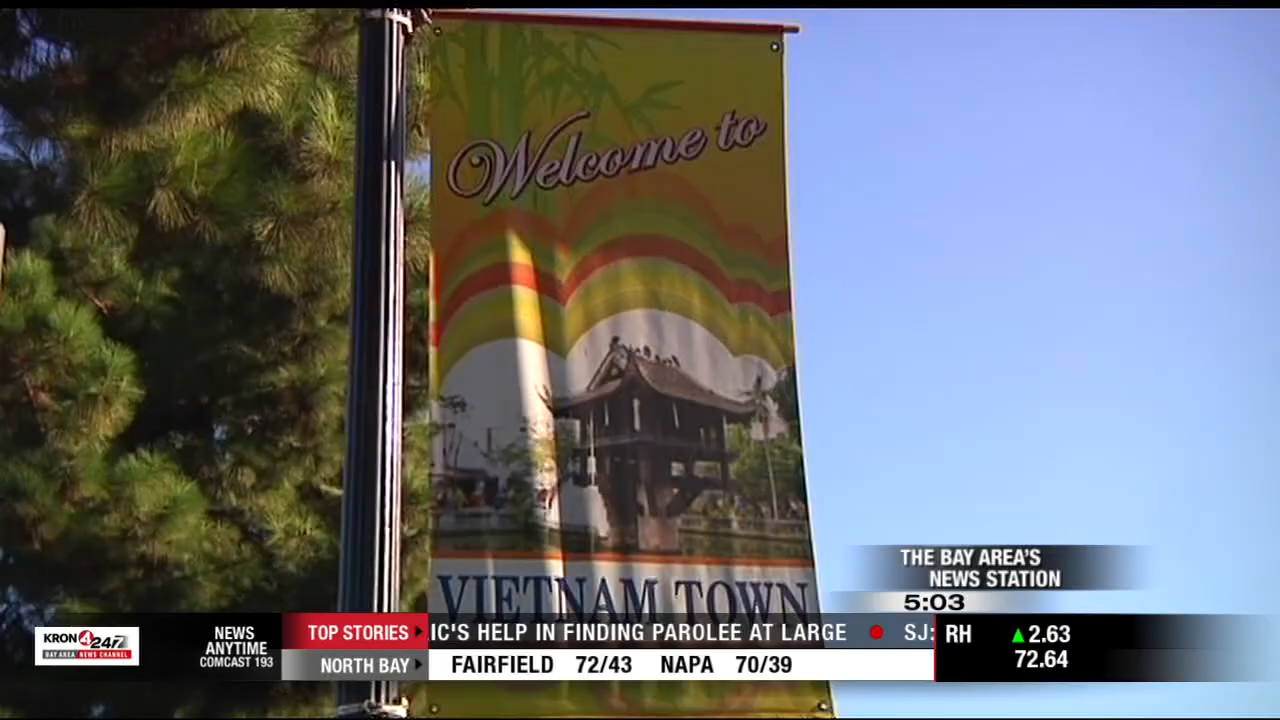 Welcome to
VIETNAM TOWN
THE BAY AREA'S
NEWS STATION
5:03
KRON 4 24/7
BAY AREA NEWS CHANNEL
NEWS
ANYTIME
COMCAST 193
TOP STORIES
IC'S HELP IN FINDING PAROLEE AT LARGE
SJ:
NORTH BAY
FAIRFIELD 72/43 NAPA 70/39
RH
2.63
72.64